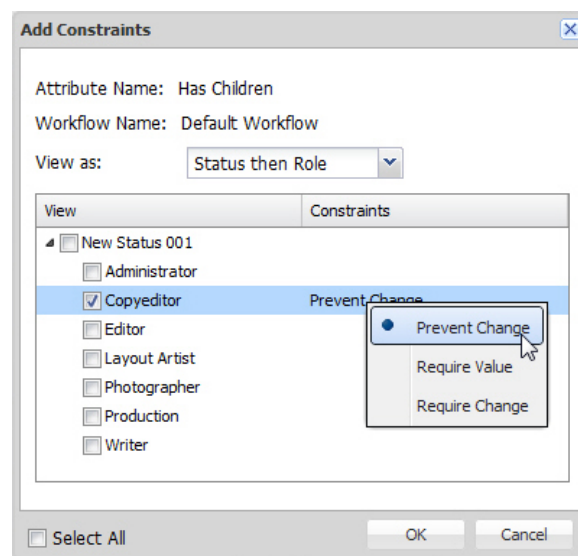 Add Constraints
Attribute Name: Has Children
Workflow Name: Default Workflow
View as: Status then Role
View Constraints
New Status 001
Administrator
Copyeditor Prevent Change
Prevent Change
Editor
Require Value
Layout Artist
Photographer
Require Change
Production
Writer
Select All OK Cancel